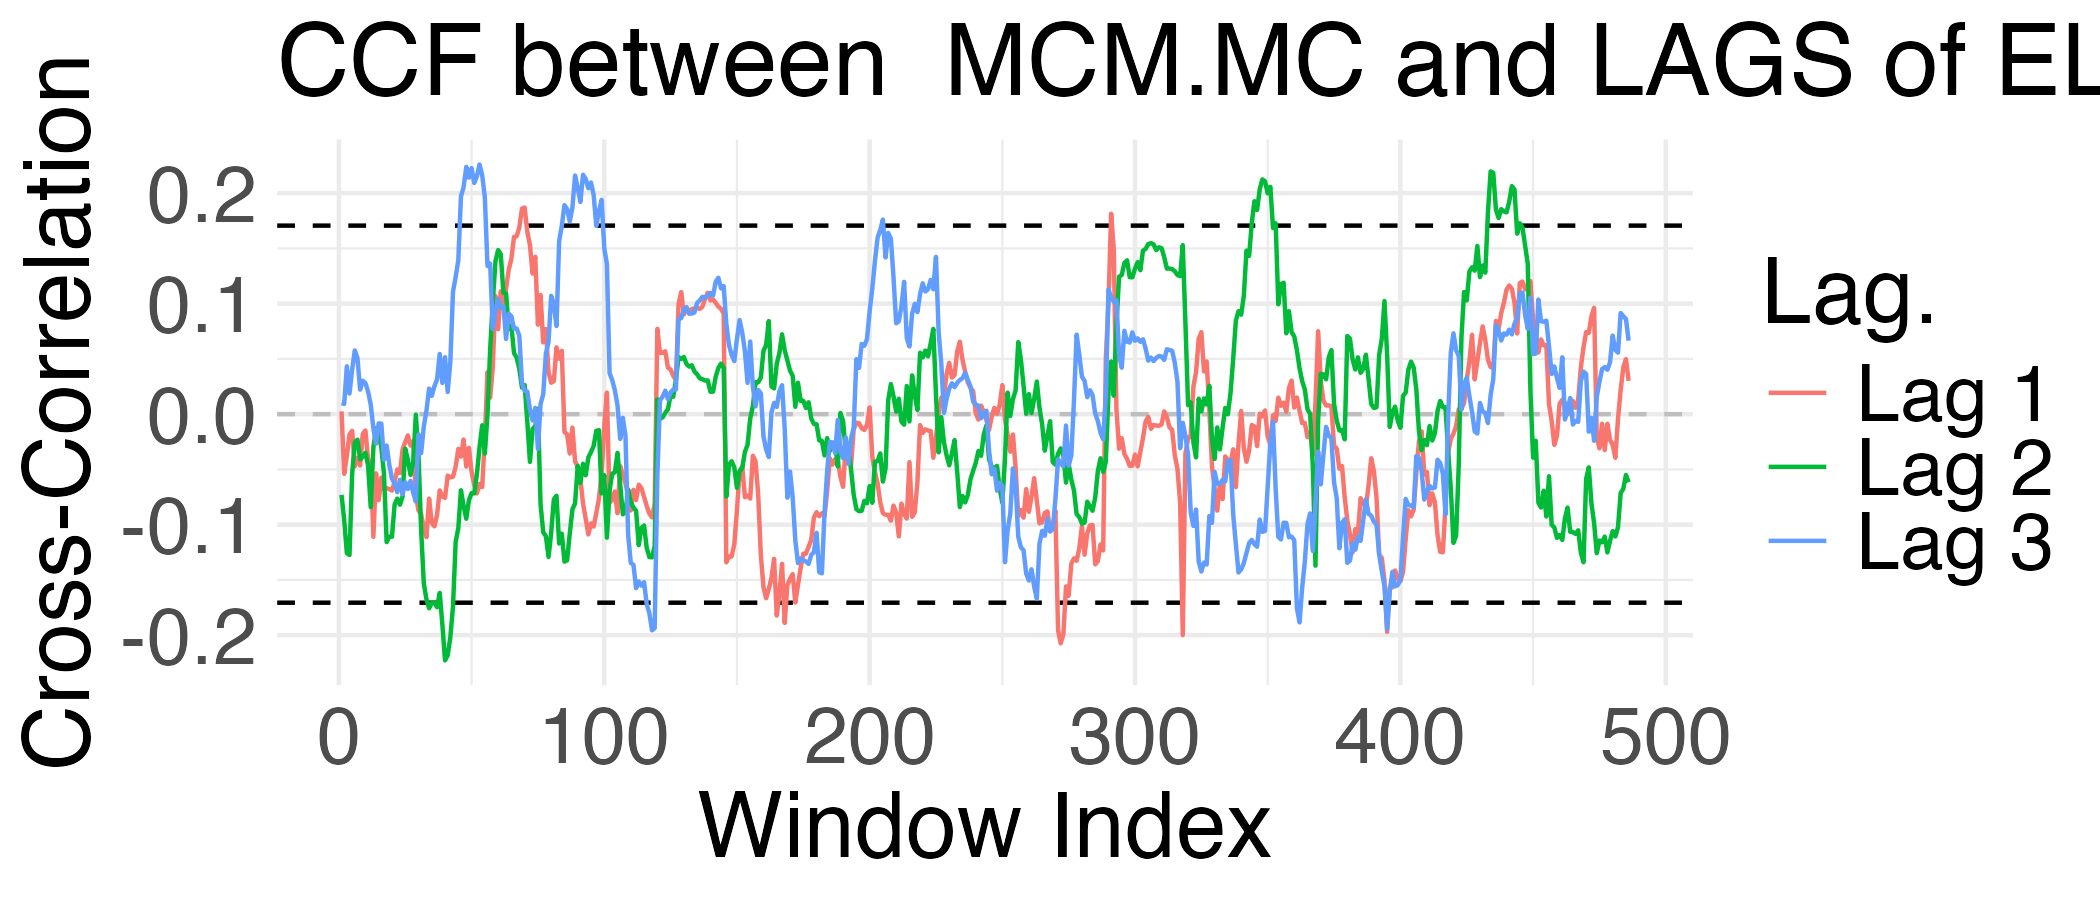 CCF between  MCM.MC and LAGS of EL
Cross-Correlation
0.2
0.1
0.0
-0.1
-0.2
0 100 200 300 400 500
Window Index
Lag.
Lag 1
Lag 2
Lag 3